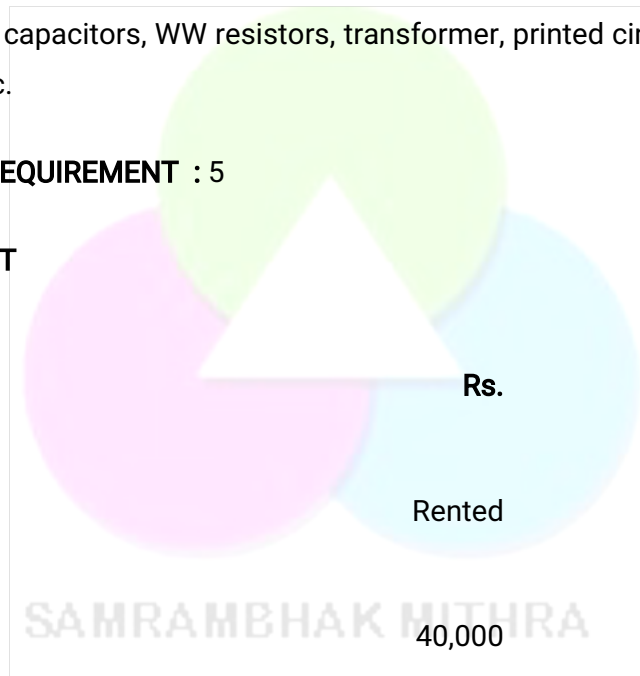 capacitors, WW resistors, transformer, printed cir
c.
EQUIREMENT : 5
T
Rs.
Rented
SAMRAMBHAK MITHRA
40,000